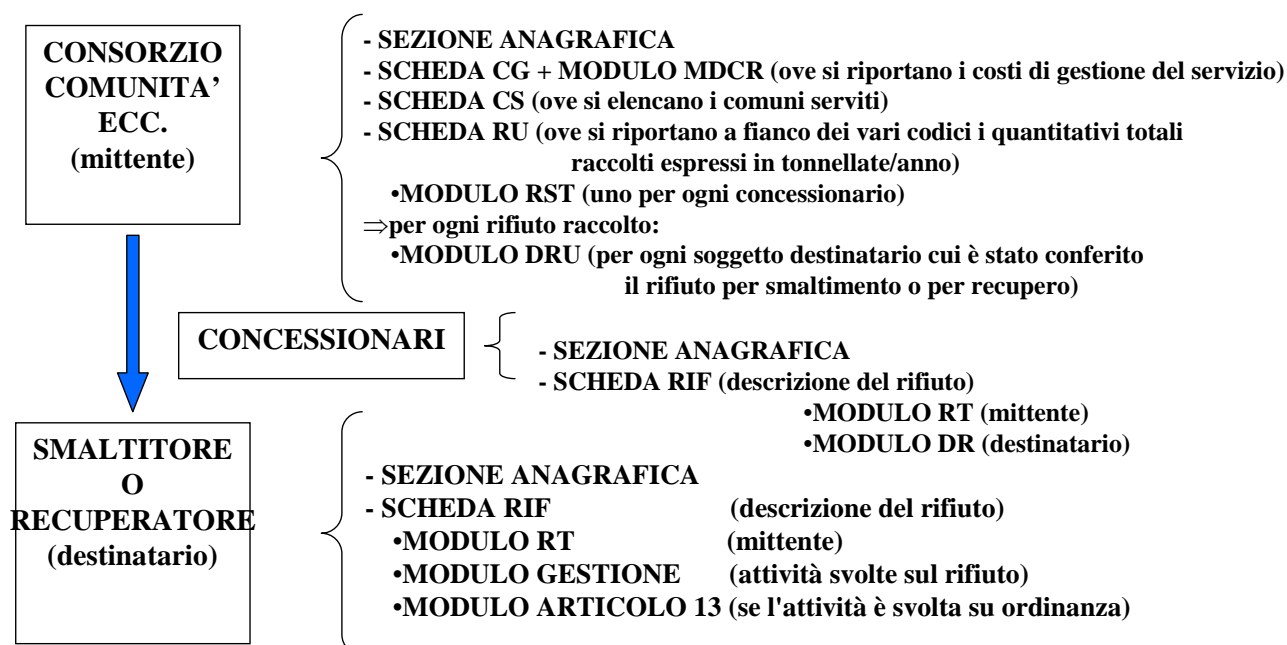 CONSORZIO
COMUNITA’
ECC.
(mittente)
- SEZIONE ANAGRAFICA
- SCHEDA CG + MODULO MDCR (ove si riportano i costi di gestione del servizio)
- SCHEDA CS (ove si elencano i comuni serviti)
- SCHEDA RU (ove si riportano a fianco dei vari codici i quantitativi totali
raccolti espressi in tonnellate/anno)
•MODULO RST (uno per ogni concessionario)
⇒per ogni rifiuto raccolto:
•MODULO DRU (per ogni soggetto destinatario cui è stato conferito
il rifiuto per smaltimento o per recupero)
CONCESSIONARI
- SEZIONE ANAGRAFICA
- SCHEDA RIF (descrizione del rifiuto)
•MODULO RT (mittente)
•MODULO DR (destinatario)
SMALTITORE
O
RECUPERATORE
(destinatario)
- SEZIONE ANAGRAFICA
- SCHEDA RIF (descrizione del rifiuto)
•MODULO RT (mittente)
•MODULO GESTIONE (attività svolte sul rifiuto)
•MODULO ARTICOLO 13 (se l'attività è svolta su ordinanza)